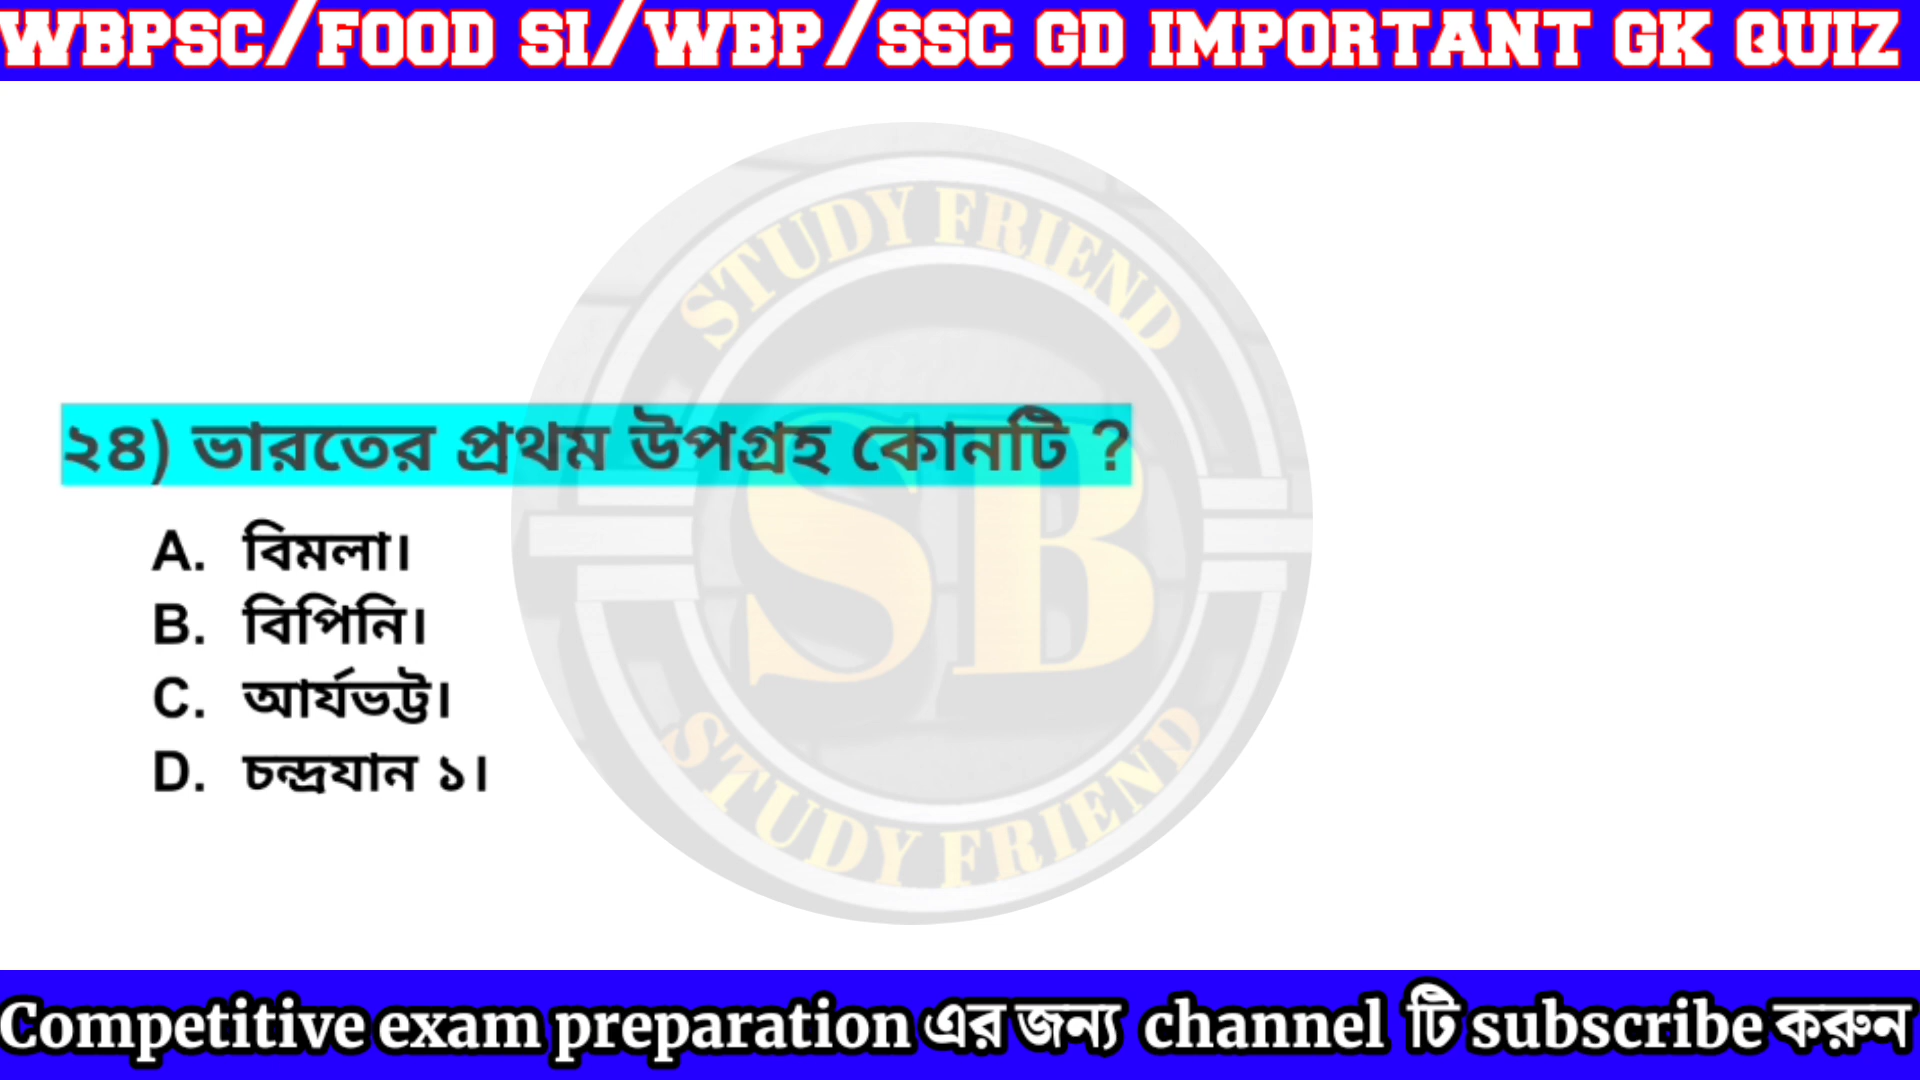 WBPSC/FOOD SI/WBP/SSC GD IMPORTANT GK QUIZ
STUDY FRIEND
২৪) ভারতের প্রথম উপগ্রহ কোনটি ?
SB
A. বিমলা।
B. বিপিনি।
C. আর্যভট্ট।
D. চন্দ্রযান ১।
STUDY FRIEND
Competitive exam preparation এর জন্য channel টি subscribe করুন